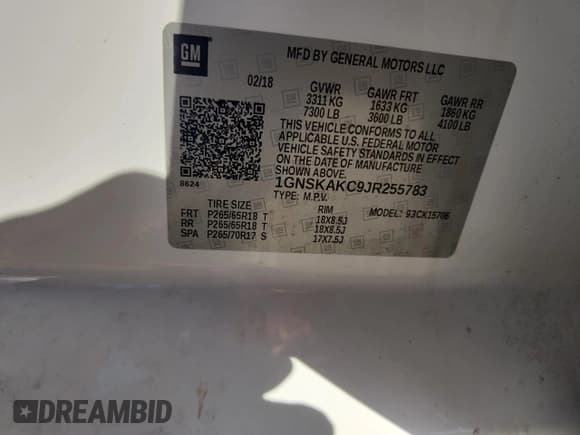 GM
MFD BY GENERAL MOTORS LLC
02/18 GVWR GAWR FRT GAWR RR
3311 KG 1633 KG 1860 KG
7300 LB 3600 LB 4100 LB
THIS VEHICLE CONFORMS TO ALL
APPLICABLE U.S. FEDERAL MOTOR
VEHICLE SAFETY STANDARDS IN EFFECT
ON THE DATE OF MANUFACTURE
SHOWN ABOVE.
8624 1GNSKAKC9JR255783
TYPE: M.P.V. MODEL: 93CK15706
TIRE SIZE RIM
FRT P265/65R18 T 18X8.5J
RR P265/65R18 T 18X8.5J
SPA P265/70R17 S 17X7.5J
DREAMBID